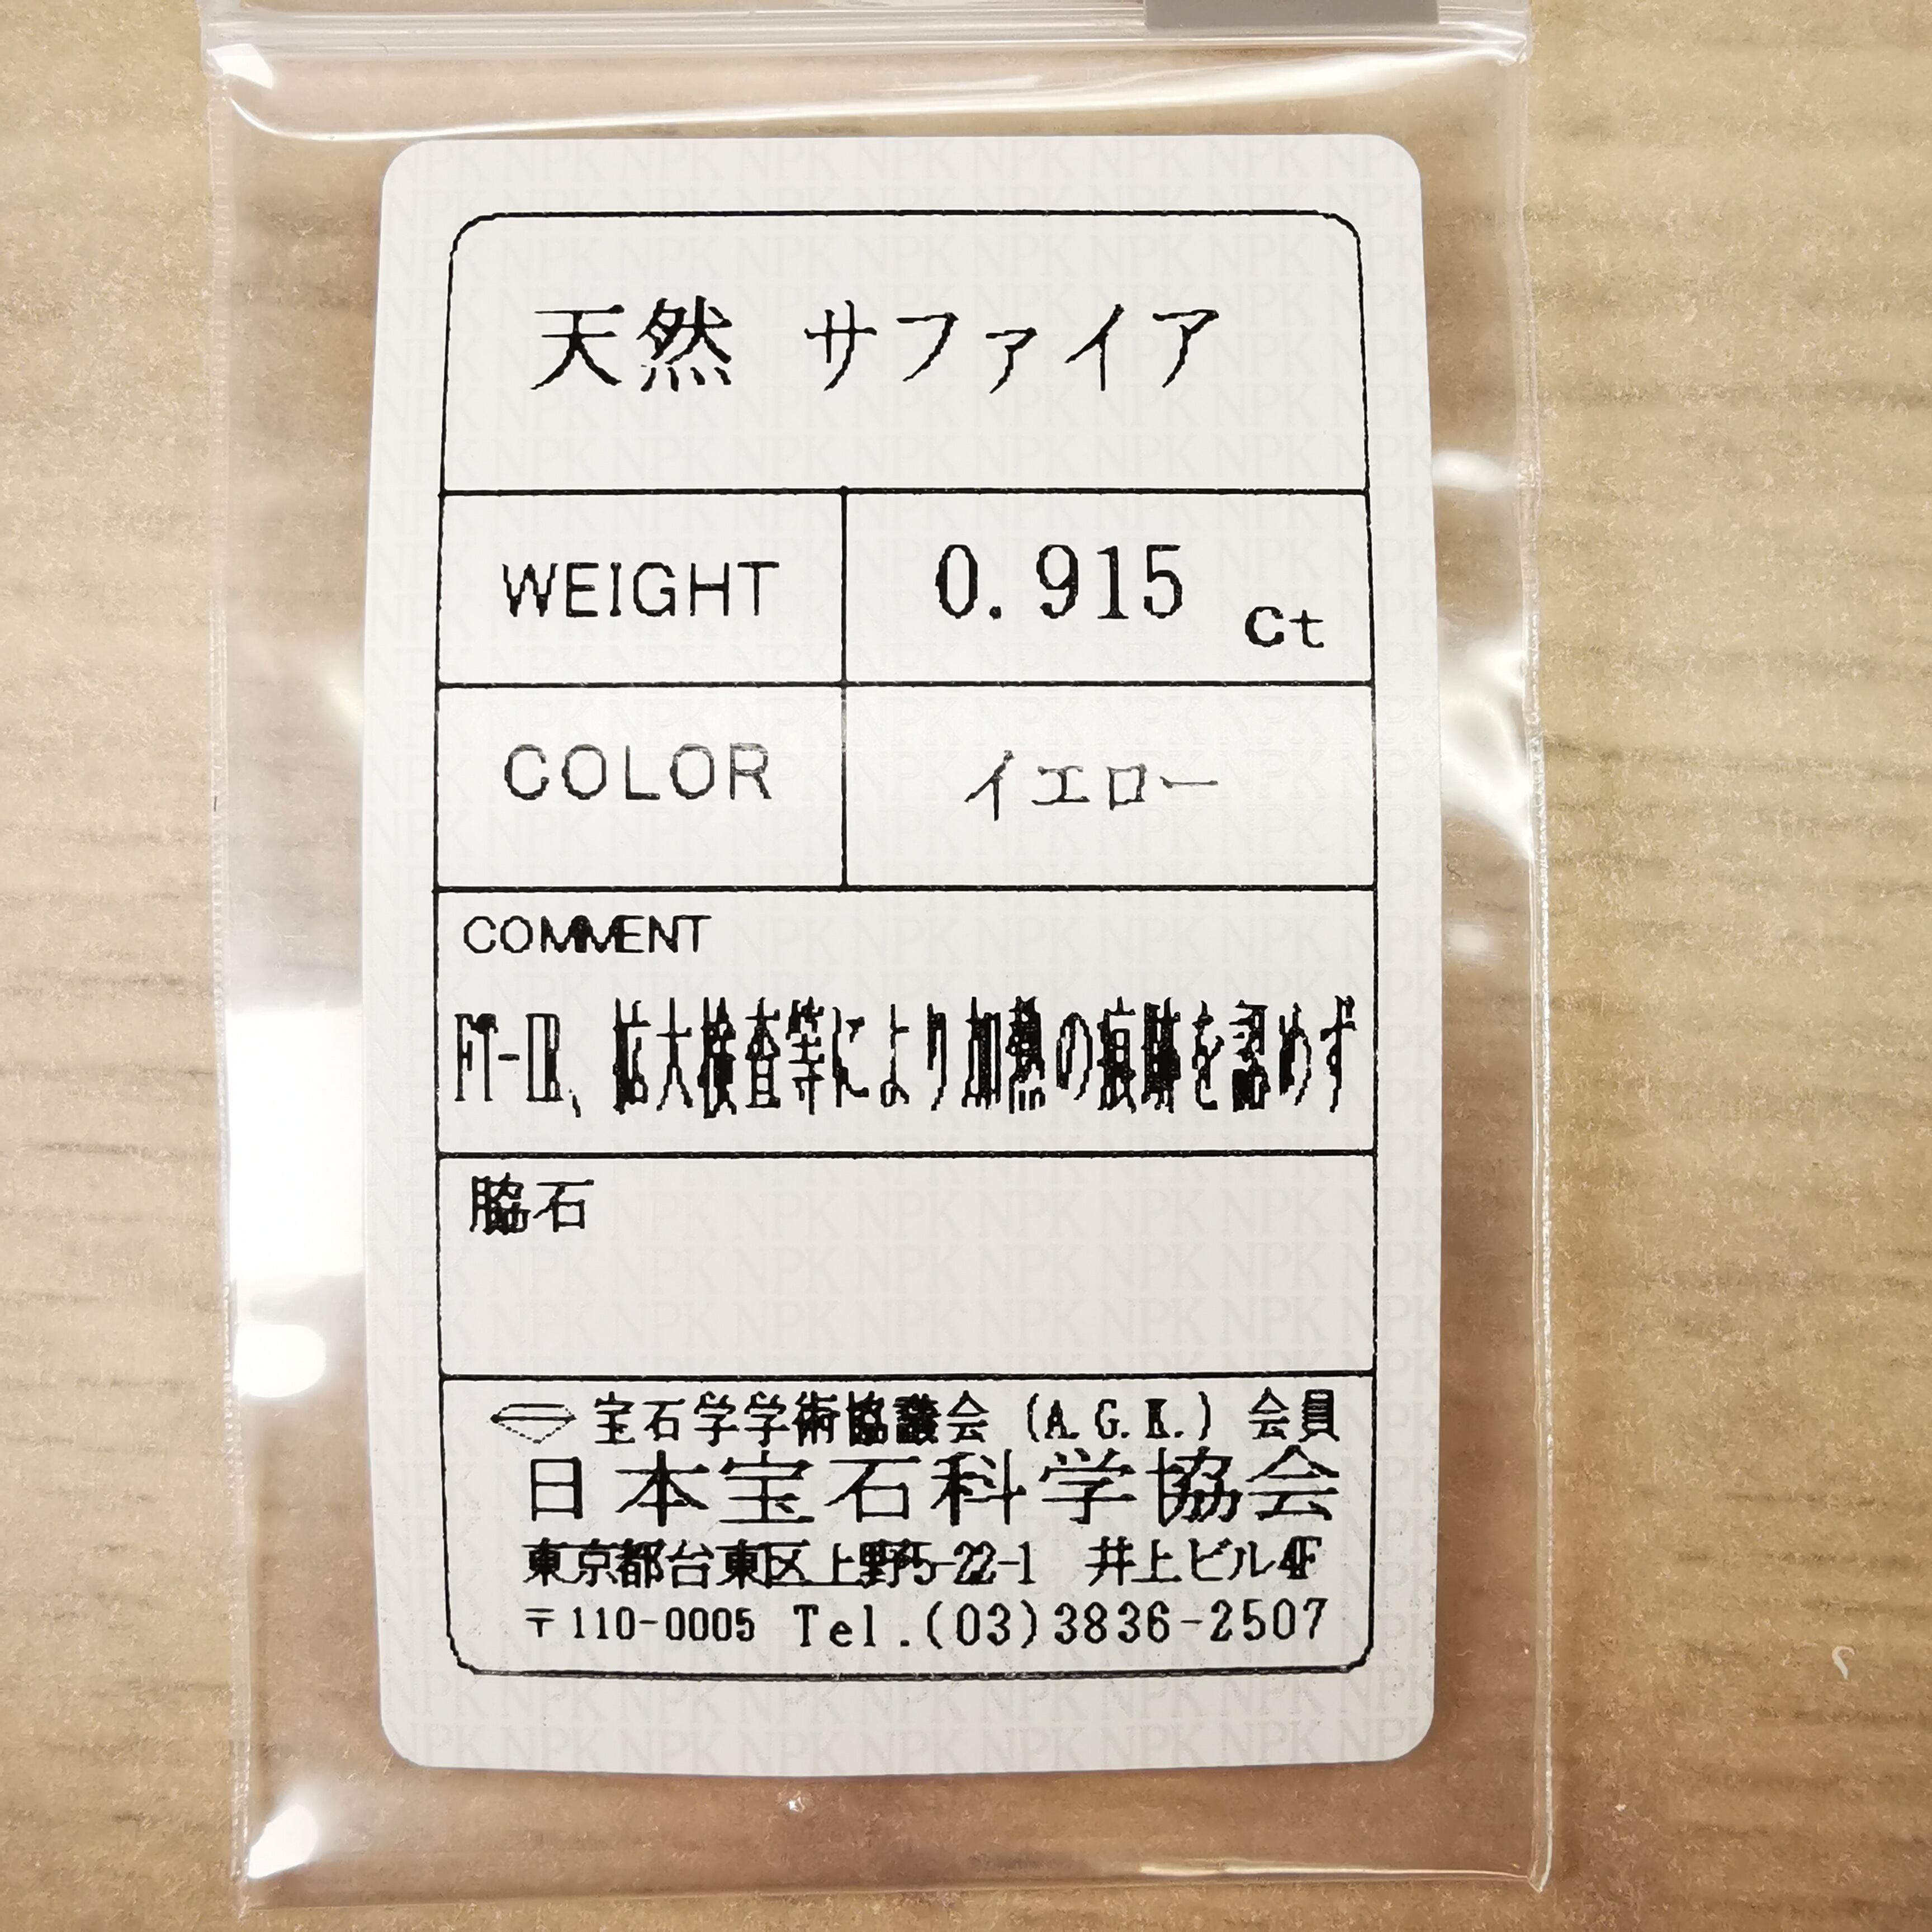 天然 サファイア
WEIGHT 0.915 ct
COLOR イエロー
COMMENT
FT-IR、拡大検査等により加熱の痕跡を認めず
脇石
宝石学学術協議会 (A.G.K.) 会員
日本宝石科学協会
東京都台東区上野5-22-1 井上ビル4F
〒110-0005 Tel.(03)3836-2507